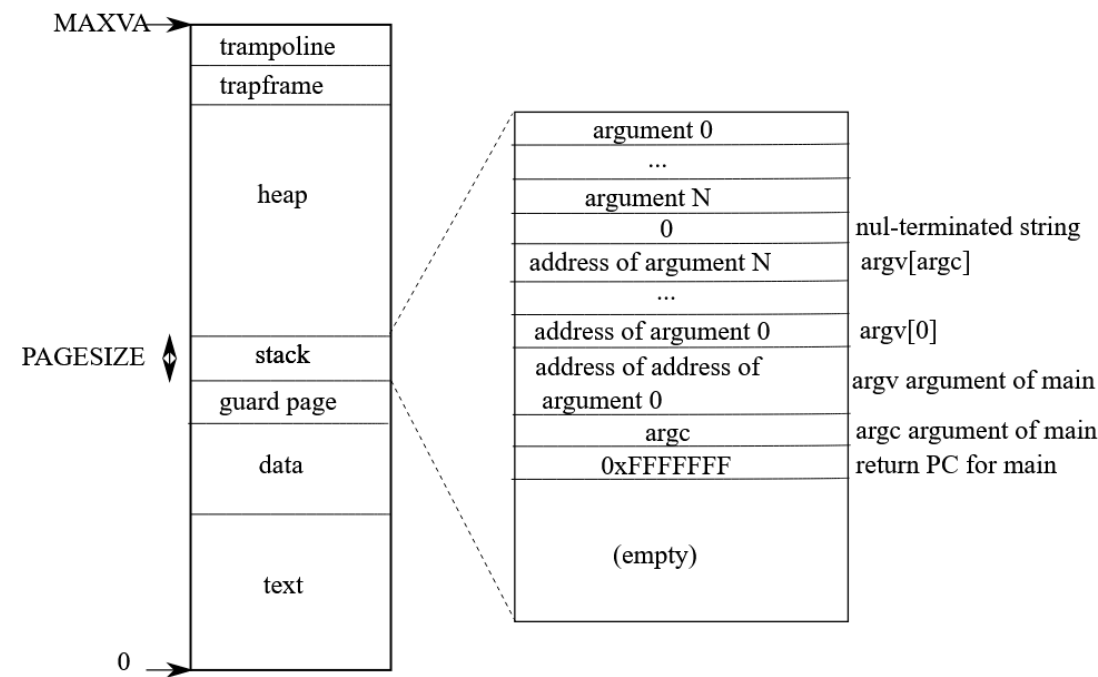 MAXVA
trampoline
trapframe
heap
PAGESIZE
stack
guard page
data
text
0
argument 0
...
argument N
0
nul-terminated string
address of argument N
argv[argc]
...
address of argument 0
argv[0]
address of address of
argument 0
argv argument of main
argc
argc argument of main
0xFFFFFFF
return PC for main
(empty)